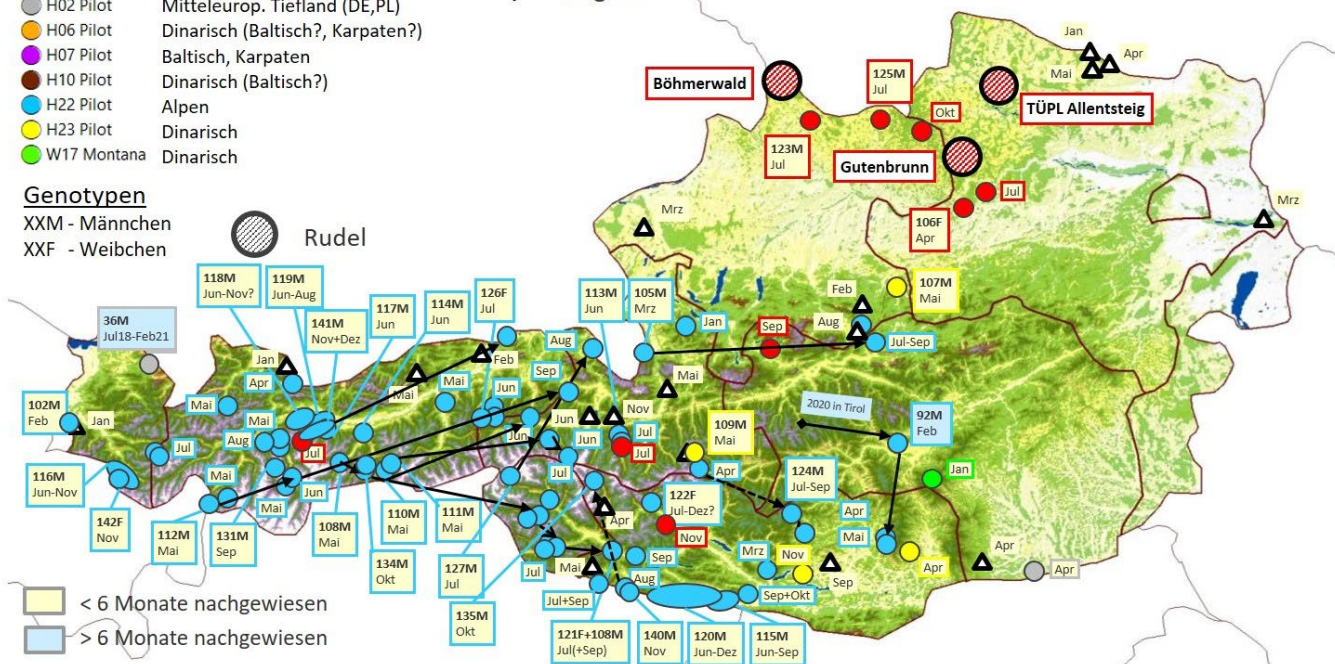 H02 Pilot Mitteleurop. Tiefland (DE,PL)
H06 Pilot Dinarisch (Baltisch?, Karpaten?)
H07 Pilot Baltisch, Karpaten
H10 Pilot Dinarisch (Baltisch?)
H22 Pilot Alpen
H23 Pilot Dinarisch
W17 Montana Dinarisch
Genotypen
XXM - Männchen
XXF - Weibchen
Rudel
Jan
Apr
Mai
Böhmerwald
125M
Jul
Okt
TÜPL Allentsteig
123M
Jul
Gutenbrunn
Jul
106F
Apr
Mrz
Mrz
118M
Jun-Nov?
119M
Jun-Aug
141M
Nov+Dez
117M
Jun
114M
Jun
126F
Jul
113M
Jun
105M
Mrz
Feb
107M
Mai
36M
Jul18-Feb21
Jan
Aug
Sep
Jul-Sep
Jan
Apr
Feb
Aug
Mai
Mai
Mai
Sep
Jun
Mai
102M
Feb
Jan
2020 in Tirol
92M
Feb
Mai
Aug
Jul
Jul
Jun
Jun
Nov
Jun
Jul
Jul
109M
Mai
Apr
Jan
116M
Jun-Nov
142F
Nov
Mai
Mai
Jun
112M
Mai
131M
Sep
108M
Mai
134M
Okt
110M
Mai
111M
Mai
127M
Jul
135M
Okt
Jul
Apr
122F
Jul-Dez?
Nov
124M
Jul-Sep
Apr
Mai
Apr
Apr
Apr
Jul
Mai
Sep
Mrz
Nov
Sep
Jul+Sep
Aug
Sep+Okt
121F+108M
Jul(+Sep)
140M
Nov
120M
Jun-Dez
115M
Jun-Sep
< 6 Monate nachgewiesen
> 6 Monate nachgewiesen